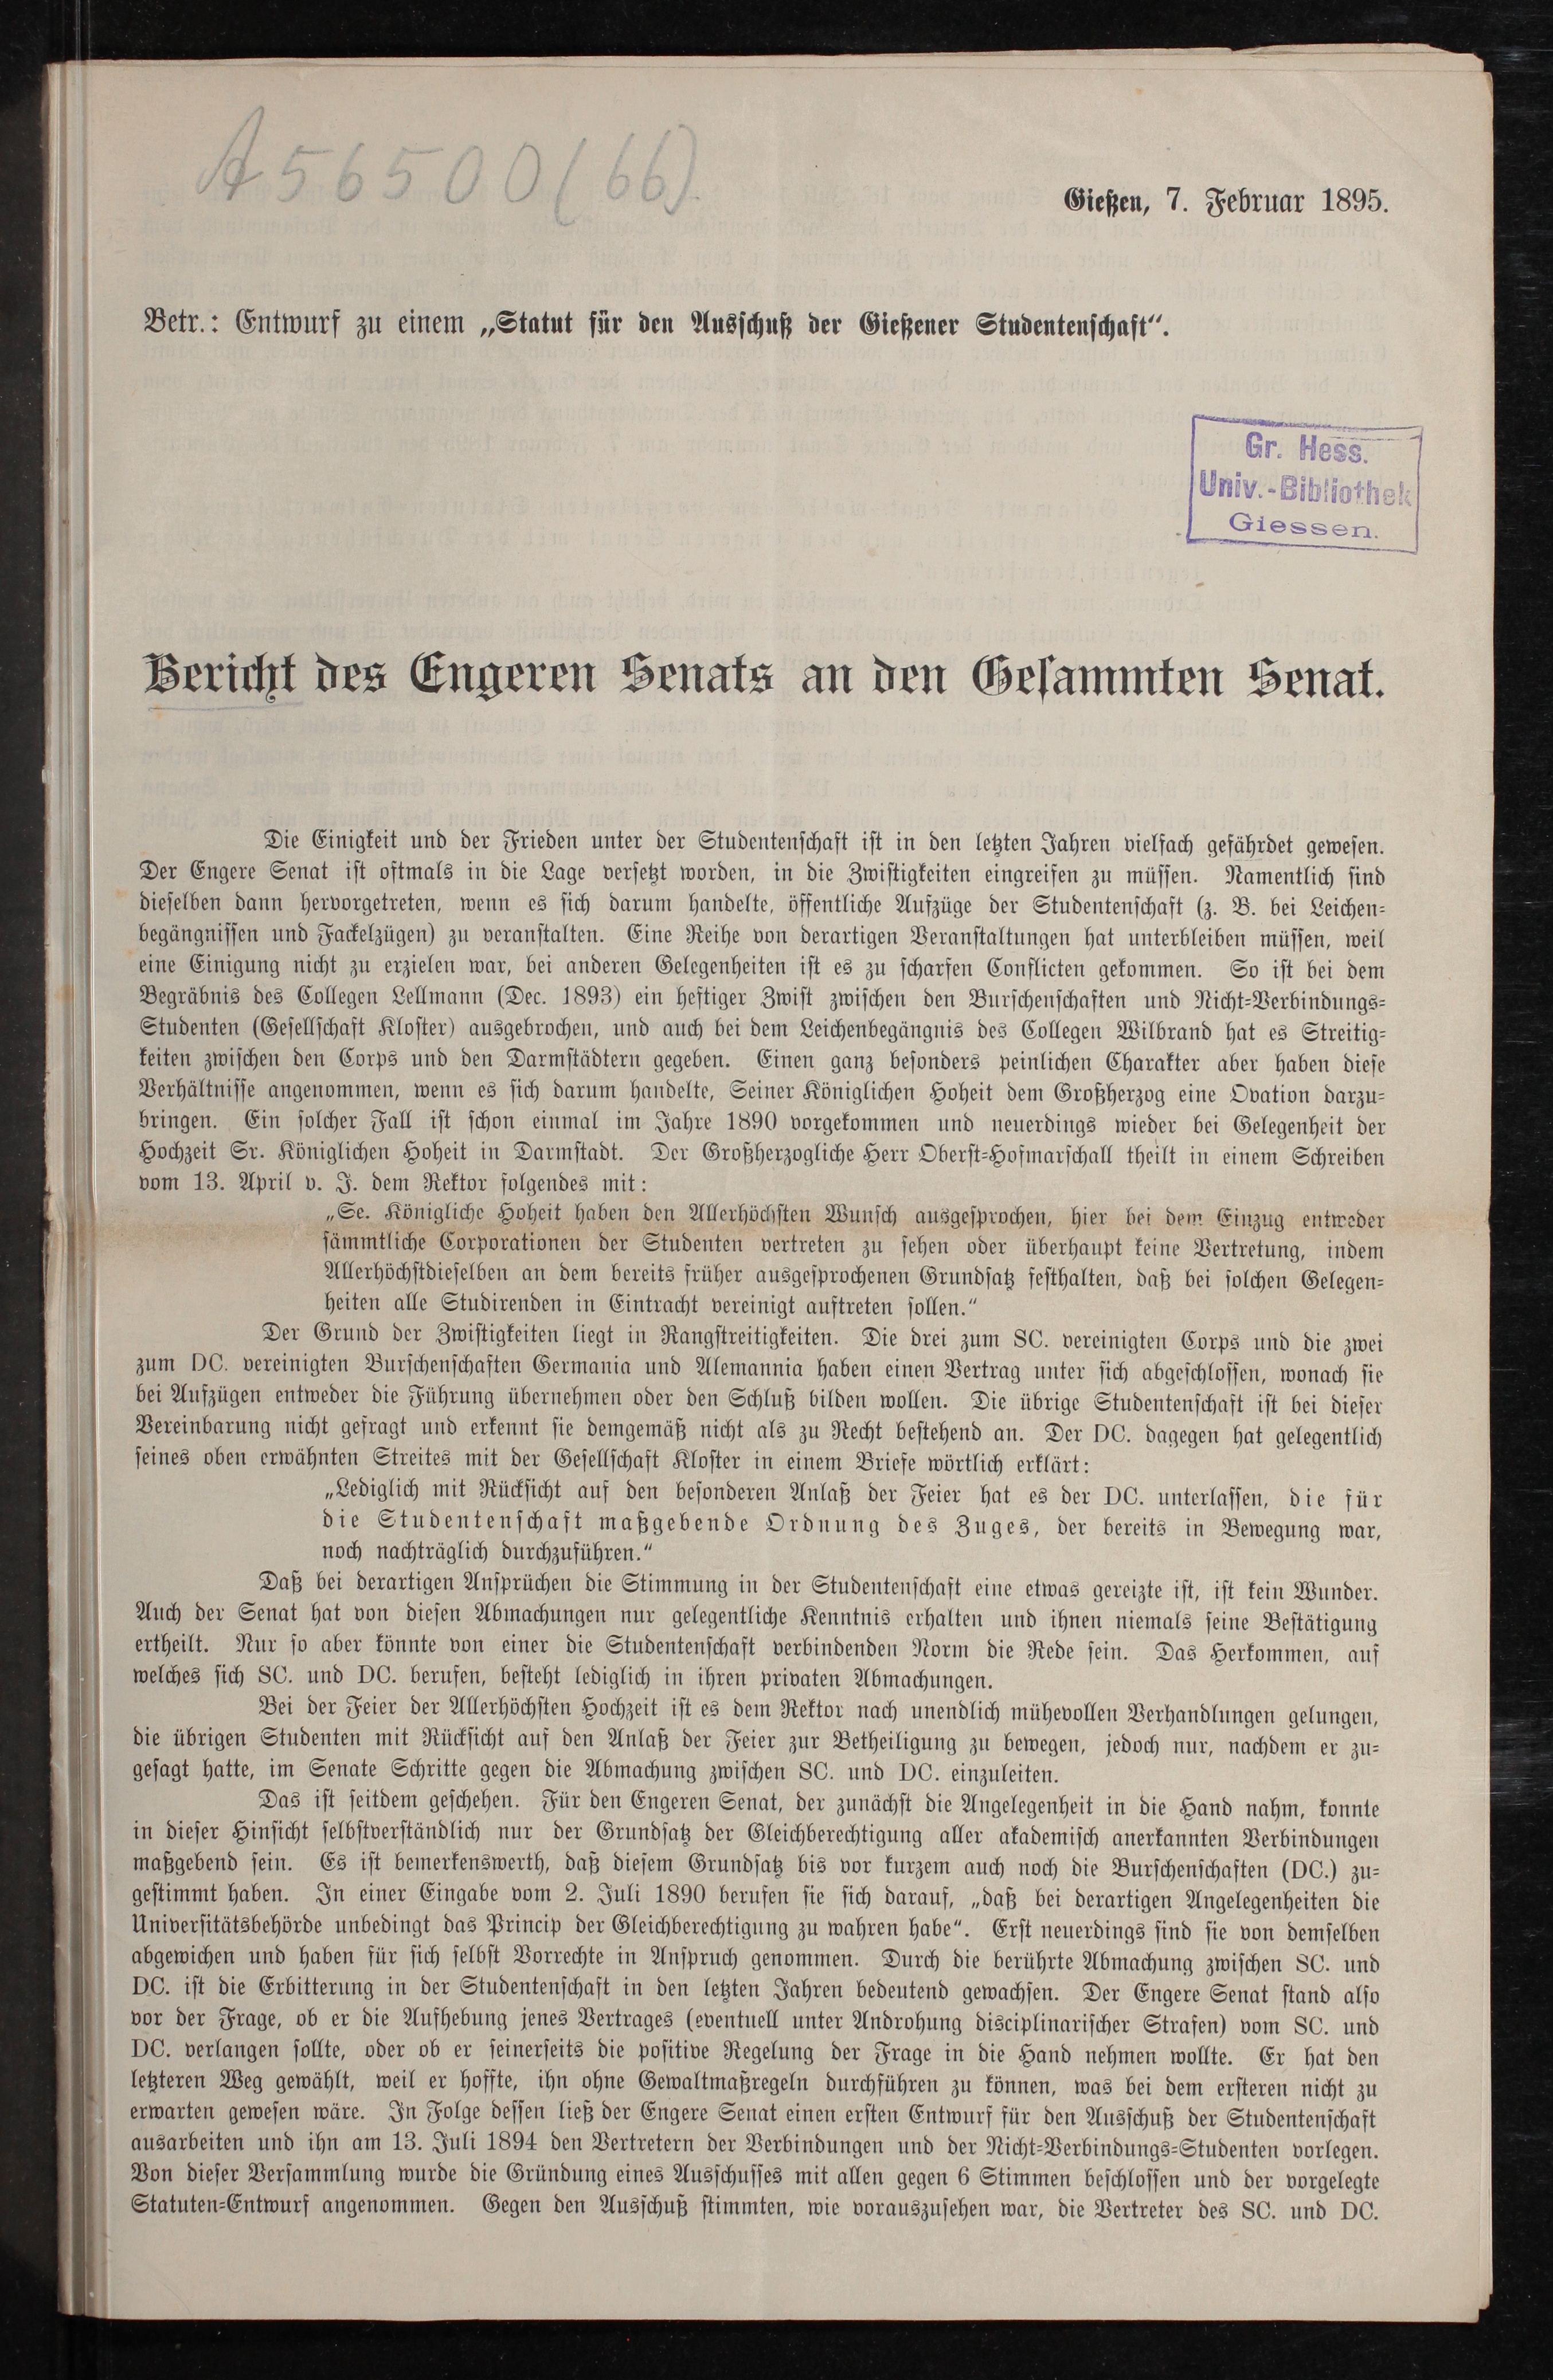 A 56500 (66).
Gießen, 7. Februar 1895.
Betr.: Entwurf zu einem „Statut für den Ausschuß der Gießener Studentenschaft“.
Gr. Hess.
Univ.-Bibliothek
Giessen.
Bericht des Engeren Senats an den Gesammten Senat.
Die Einigkeit und der Frieden unter der Studentenschaft ist in den letzten Jahren vielfach gefährdet gewesen.
Der Engere Senat ist oftmals in die Lage versetzt worden, in die Zwistigkeiten eingreifen zu müssen. Namentlich sind
dieselben dann hervorgetreten, wenn es sich darum handelte, öffentliche Aufzüge der Studentenschaft (z. B. bei Leichen-
begängnissen und Fackelzügen) zu veranstalten. Eine Reihe von derartigen Veranstaltungen hat unterbleiben müssen, weil
eine Einigung nicht zu erzielen war, bei anderen Gelegenheiten ist es zu scharfen Conflicten gekommen. So ist bei dem
Begräbnis des Collegen Lellmann (Dec. 1893) ein heftiger Zwist zwischen den Burschenschaften und Nicht-Verbindungs-
Studenten (Gesellschaft Kloster) ausgebrochen, und auch bei dem Leichenbegängnis des Collegen Wilbrand hat es Streitig-
keiten zwischen den Corps und den Darmstädtern gegeben. Einen ganz besonders peinlichen Charakter aber haben diese
Verhältnisse angenommen, wenn es sich darum handelte, Seiner Königlichen Hoheit dem Großherzog eine Ovation darzu-
bringen. Ein solcher Fall ist schon einmal im Jahre 1890 vorgekommen und neuerdings wieder bei Gelegenheit der
Hochzeit Sr. Königlichen Hoheit in Darmstadt. Der Großherzogliche Herr Oberst-Hofmarschall theilt in einem Schreiben
vom 13. April v. J. dem Rektor folgendes mit:
„Se. Königliche Hoheit haben den Allerhöchsten Wunsch ausgesprochen, hier bei dem Einzug entweder
sämmtliche Corporationen der Studenten vertreten zu sehen oder überhaupt keine Vertretung, indem
Allerhöchstdieselben an dem bereits früher ausgesprochenen Grundsatz festhalten, daß bei solchen Gelegen-
heiten alle Studirenden in Eintracht vereinigt auftreten sollen.“
Der Grund der Zwistigkeiten liegt in Rangstreitigkeiten. Die drei zum SC. vereinigten Corps und die zwei
zum DC. vereinigten Burschenschaften Germania und Alemannia haben einen Vertrag unter sich abgeschlossen, wonach sie
bei Aufzügen entweder die Führung übernehmen oder den Schluß bilden wollen. Die übrige Studentenschaft ist bei dieser
Vereinbarung nicht gefragt und erkennt sie demgemäß nicht als zu Recht bestehend an. Der DC. dagegen hat gelegentlich
seines oben erwähnten Streites mit der Gesellschaft Kloster in einem Briefe wörtlich erklärt:
„Lediglich mit Rücksicht auf den besonderen Anlaß der Feier hat es der DC. unterlassen, die für
die Studentenschaft maßgebende Ordnung des Zuges, der bereits in Bewegung war,
noch nachträglich durchzuführen.“
Daß bei derartigen Ansprüchen die Stimmung in der Studentenschaft eine etwas gereizte ist, ist kein Wunder.
Auch der Senat hat von diesen Abmachungen nur gelegentliche Kenntnis erhalten und ihnen niemals seine Bestätigung
ertheilt. Nur so aber könnte von einer die Studentenschaft verbindenden Norm die Rede sein. Das Herkommen, auf
welches sich SC. und DC. berufen, besteht lediglich in ihren privaten Abmachungen.
Bei der Feier der Allerhöchsten Hochzeit ist es dem Rektor nach unendlich mühevollen Verhandlungen gelungen,
die übrigen Studenten mit Rücksicht auf den Anlaß der Feier zur Betheiligung zu bewegen, jedoch nur, nachdem er zu-
gesagt hatte, im Senate Schritte gegen die Abmachung zwischen SC. und DC. einzuleiten.
Das ist seitdem geschehen. Für den Engeren Senat, der zunächst die Angelegenheit in die Hand nahm, konnte
in dieser Hinsicht selbstverständlich nur der Grundsatz der Gleichberechtigung aller akademisch anerkannten Verbindungen
maßgebend sein. Es ist bemerkenswerth, daß diesem Grundsatz bis vor kurzem auch noch die Burschenschaften (DC.) zu-
gestimmt haben. In einer Eingabe vom 2. Juli 1890 berufen sie sich darauf, „daß bei derartigen Angelegenheiten die
Universitätsbehörde unbedingt das Princip der Gleichberechtigung zu wahren habe“. Erst neuerdings sind sie von demselben
abgewichen und haben für sich selbst Vorrechte in Anspruch genommen. Durch die berührte Abmachung zwischen SC. und
DC. ist die Erbitterung in der Studentenschaft in den letzten Jahren bedeutend gewachsen. Der Engere Senat stand also
vor der Frage, ob er die Aufhebung jenes Vertrages (eventuell unter Androhung disciplinarischer Strafen) vom SC. und
DC. verlangen sollte, oder ob er seinerseits die positive Regelung der Frage in die Hand nehmen wollte. Er hat den
letzteren Weg gewählt, weil er hoffte, ihn ohne Gewaltmaßregeln durchführen zu können, was bei dem ersteren nicht zu
erwarten gewesen wäre. In Folge dessen ließ der Engere Senat einen ersten Entwurf für den Ausschuß der Studentenschaft
ausarbeiten und ihn am 13. Juli 1894 den Vertretern der Verbindungen und der Nicht-Verbindungs-Studenten vorlegen.
Von dieser Versammlung wurde die Gründung eines Ausschusses mit allen gegen 6 Stimmen beschlossen und der vorgelegte
Statuten-Entwurf angenommen. Gegen den Ausschuß stimmten, wie vorauszusehen war, die Vertreter des SC. und DC.